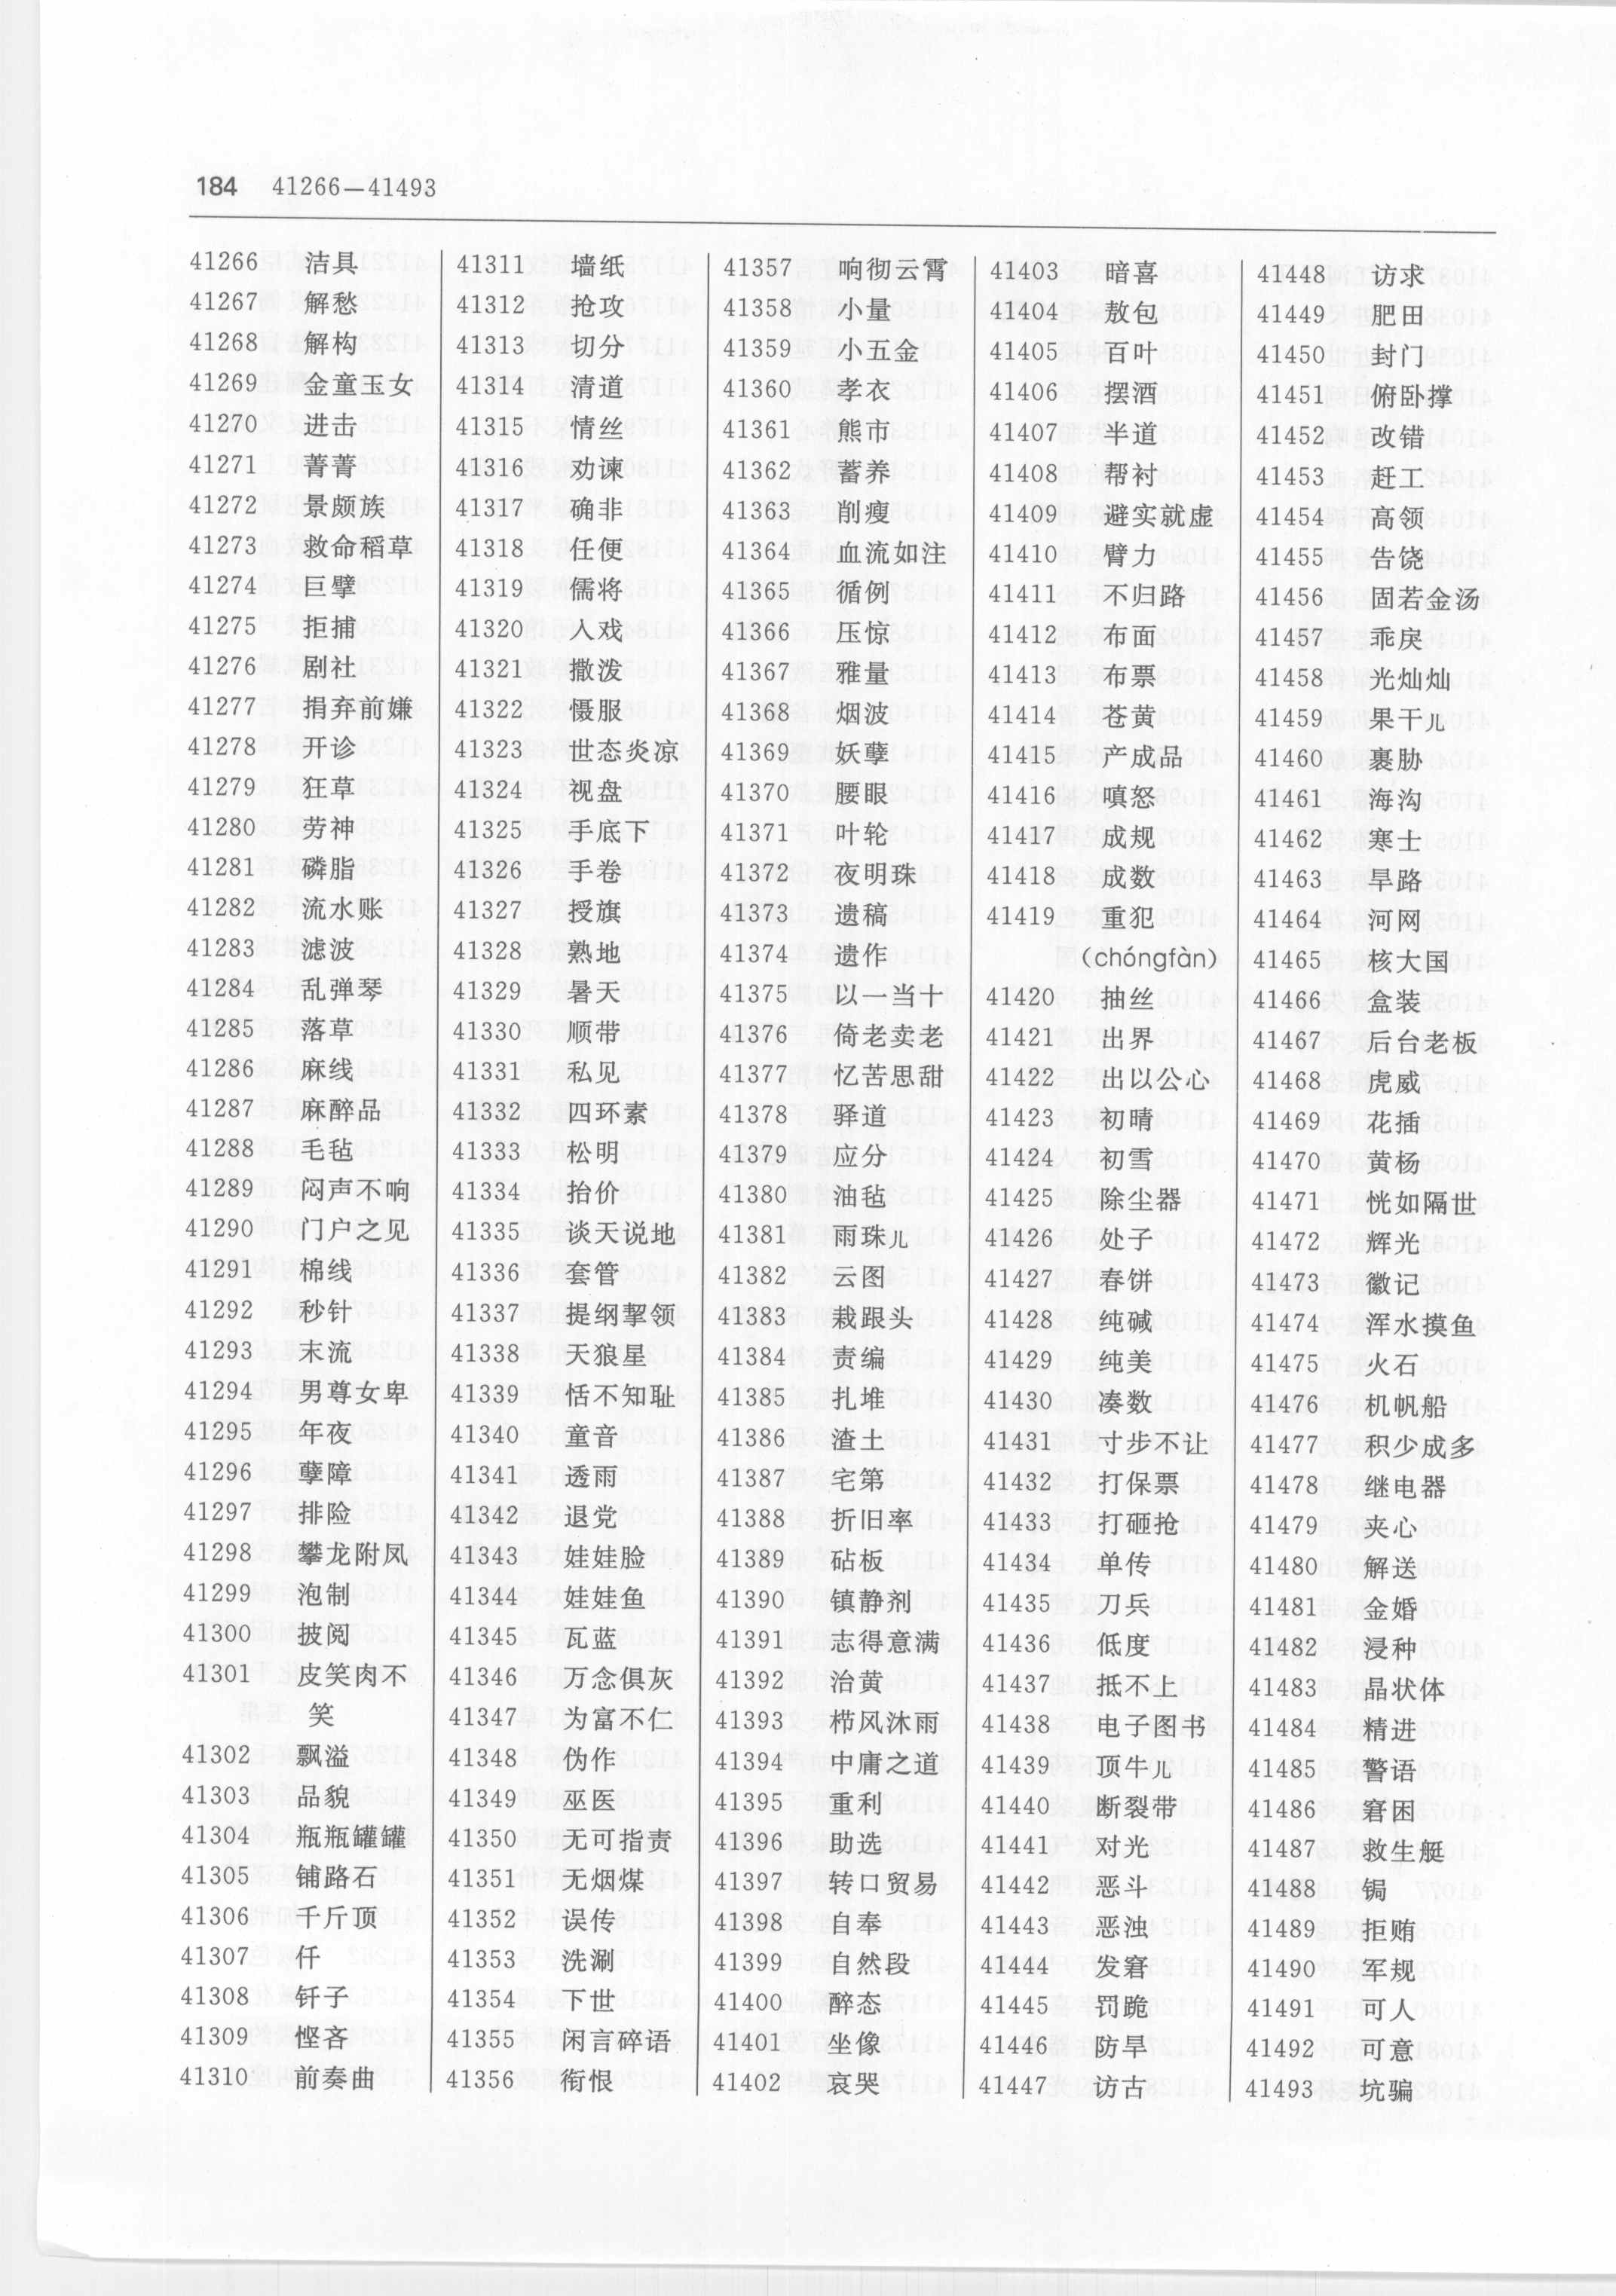 184 41266—41493
41266 洁具
41267 解愁
41268 解构
41269 金童玉女
41270 进击
41271 菁菁
41272 景颇族
41273 救命稻草
41274 巨擘
41275 拒捕
41276 剧社
41277 捐弃前嫌
41278 开诊
41279 狂草
41280 劳神
41281 磷脂
41282 流水账
41283 滤波
41284 乱弹琴
41285 落草
41286 麻线
41287 麻醉品
41288 毛毡
41289 闷声不响
41290 门户之见
41291 棉线
41292 秒针
41293 末流
41294 男尊女卑
41295 年夜
41296 孽障
41297 排险
41298 攀龙附凤
41299 泡制
41300 披阅
41301 皮笑肉不
笑
41302 飘溢
41303 品貌
41304 瓶瓶罐罐
41305 铺路石
41306 千斤顶
41307 仟
41308 钎子
41309 悭吝
41310 前奏曲
41311 墙纸
41312 抢攻
41313 切分
41314 清道
41315 情丝
41316 劝谏
41317 确非
41318 任便
41319 儒将
41320 人戏
41321 撒泼
41322 慑服
41323 世态炎凉
41324 视盘
41325 手底下
41326 手卷
41327 授旗
41328 熟地
41329 暑天
41330 顺带
41331 私见
41332 四环素
41333 松明
41334 抬价
41335 谈天说地
41336 套管
41337 提纲挈领
41338 天狼星
41339 恬不知耻
41340 童音
41341 透雨
41342 退党
41343 娃娃脸
41344 娃娃鱼
41345 瓦蓝
41346 万念俱灰
41347 为富不仁
41348 伪作
41349 巫医
41350 无可指责
41351 无烟煤
41352 误传
41353 洗涮
41354 下世
41355 闲言碎语
41356 衔恨
41357 响彻云霄
41358 小量
41359 小五金
41360 孝衣
41361 熊市
41362 蓄养
41363 削瘦
41364 血流如注
41365 循例
41366 压惊
41367 雅量
41368 烟波
41369 妖孽
41370 腰眼
41371 叶轮
41372 夜明珠
41373 遗稿
41374 遗作
41375 以一当十
41376 倚老卖老
41377 忆苦思甜
41378 驿道
41379 应分
41380 油毡
41381 雨珠儿
41382 云图
41383 栽跟头
41384 责编
41385 扎堆
41386 渣土
41387 宅第
41388 折旧率
41389 砧板
41390 镇静剂
41391 志得意满
41392 治黄
41393 栉风沐雨
41394 中庸之道
41395 重利
41396 助选
41397 转口贸易
41398 自奉
41399 自然段
41400 醉态
41401 坐像
41402 哀哭
41403 暗喜
41404 敖包
41405 百叶
41406 摆酒
41407 半道
41408 帮衬
41409 避实就虚
41410 臂力
41411 不归路
41412 布面
41413 布票
41414 苍黄
41415 产成品
41416 嗔怒
41417 成规
41418 成数
41419 重犯
(chóngfàn)
41420 抽丝
41421 出界
41422 出以公心
41423 初晴
41424 初雪
41425 除尘器
41426 处子
41427 春饼
41428 纯碱
41429 纯美
41430 凑数
41431 寸步不让
41432 打保票
41433 打砸抢
41434 单传
41435 刀兵
41436 低度
41437 抵不上
41438 电子图书
41439 顶牛儿
41440 断裂带
41441 对光
41442 恶斗
41443 恶浊
41444 发窘
41445 罚跪
41446 防旱
41447 访古
41448 访求
41449 肥田
41450 封门
41451 俯卧撑
41452 改错
41453 赶工
41454 高领
41455 告饶
41456 固若金汤
41457 乖戾
41458 光灿灿
41459 果干儿
41460 裹胁
41461 海沟
41462 寒士
41463 旱路
41464 河网
41465 核大国
41466 盒装
41467 后台老板
41468 虎威
41469 花插
41470 黄杨
41471 恍如隔世
41472 辉光
41473 徽记
41474 浑水摸鱼
41475 火石
41476 机帆船
41477 积少成多
41478 继电器
41479 夹心
41480 解送
41481 金婚
41482 浸种
41483 晶状体
41484 精进
41485 警语
41486 窘困
41487 救生艇
41488 锔
41489 拒贿
41490 军规
41491 可人
41492 可意
41493 坑骗